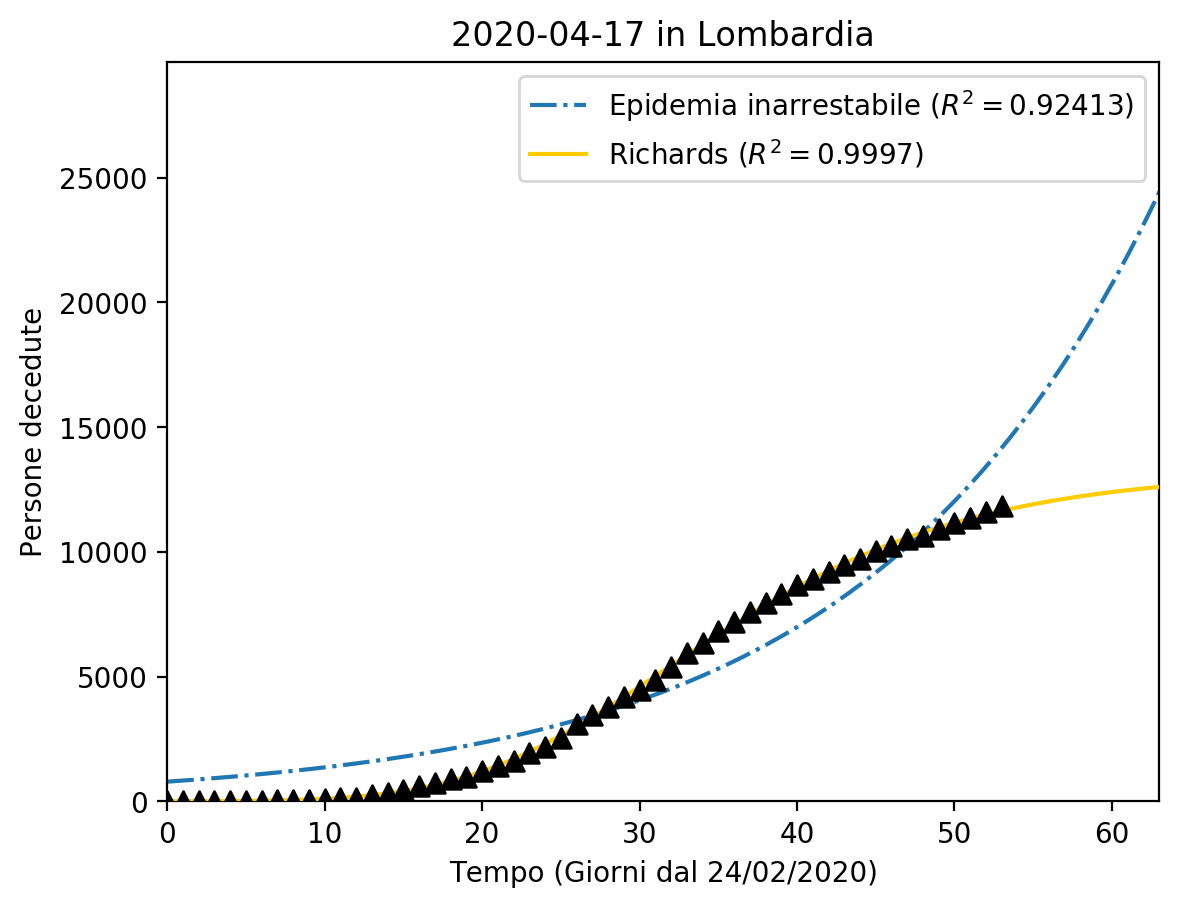 2020-04-17 in Lombardia
Epidemia inarrestabile (R² = 0.92413)
Richards (R² = 0.9997)
25000
20000
15000
10000
5000
0
Persone decedute
0 10 20 30 40 50 60
Tempo (Giorni dal 24/02/2020)